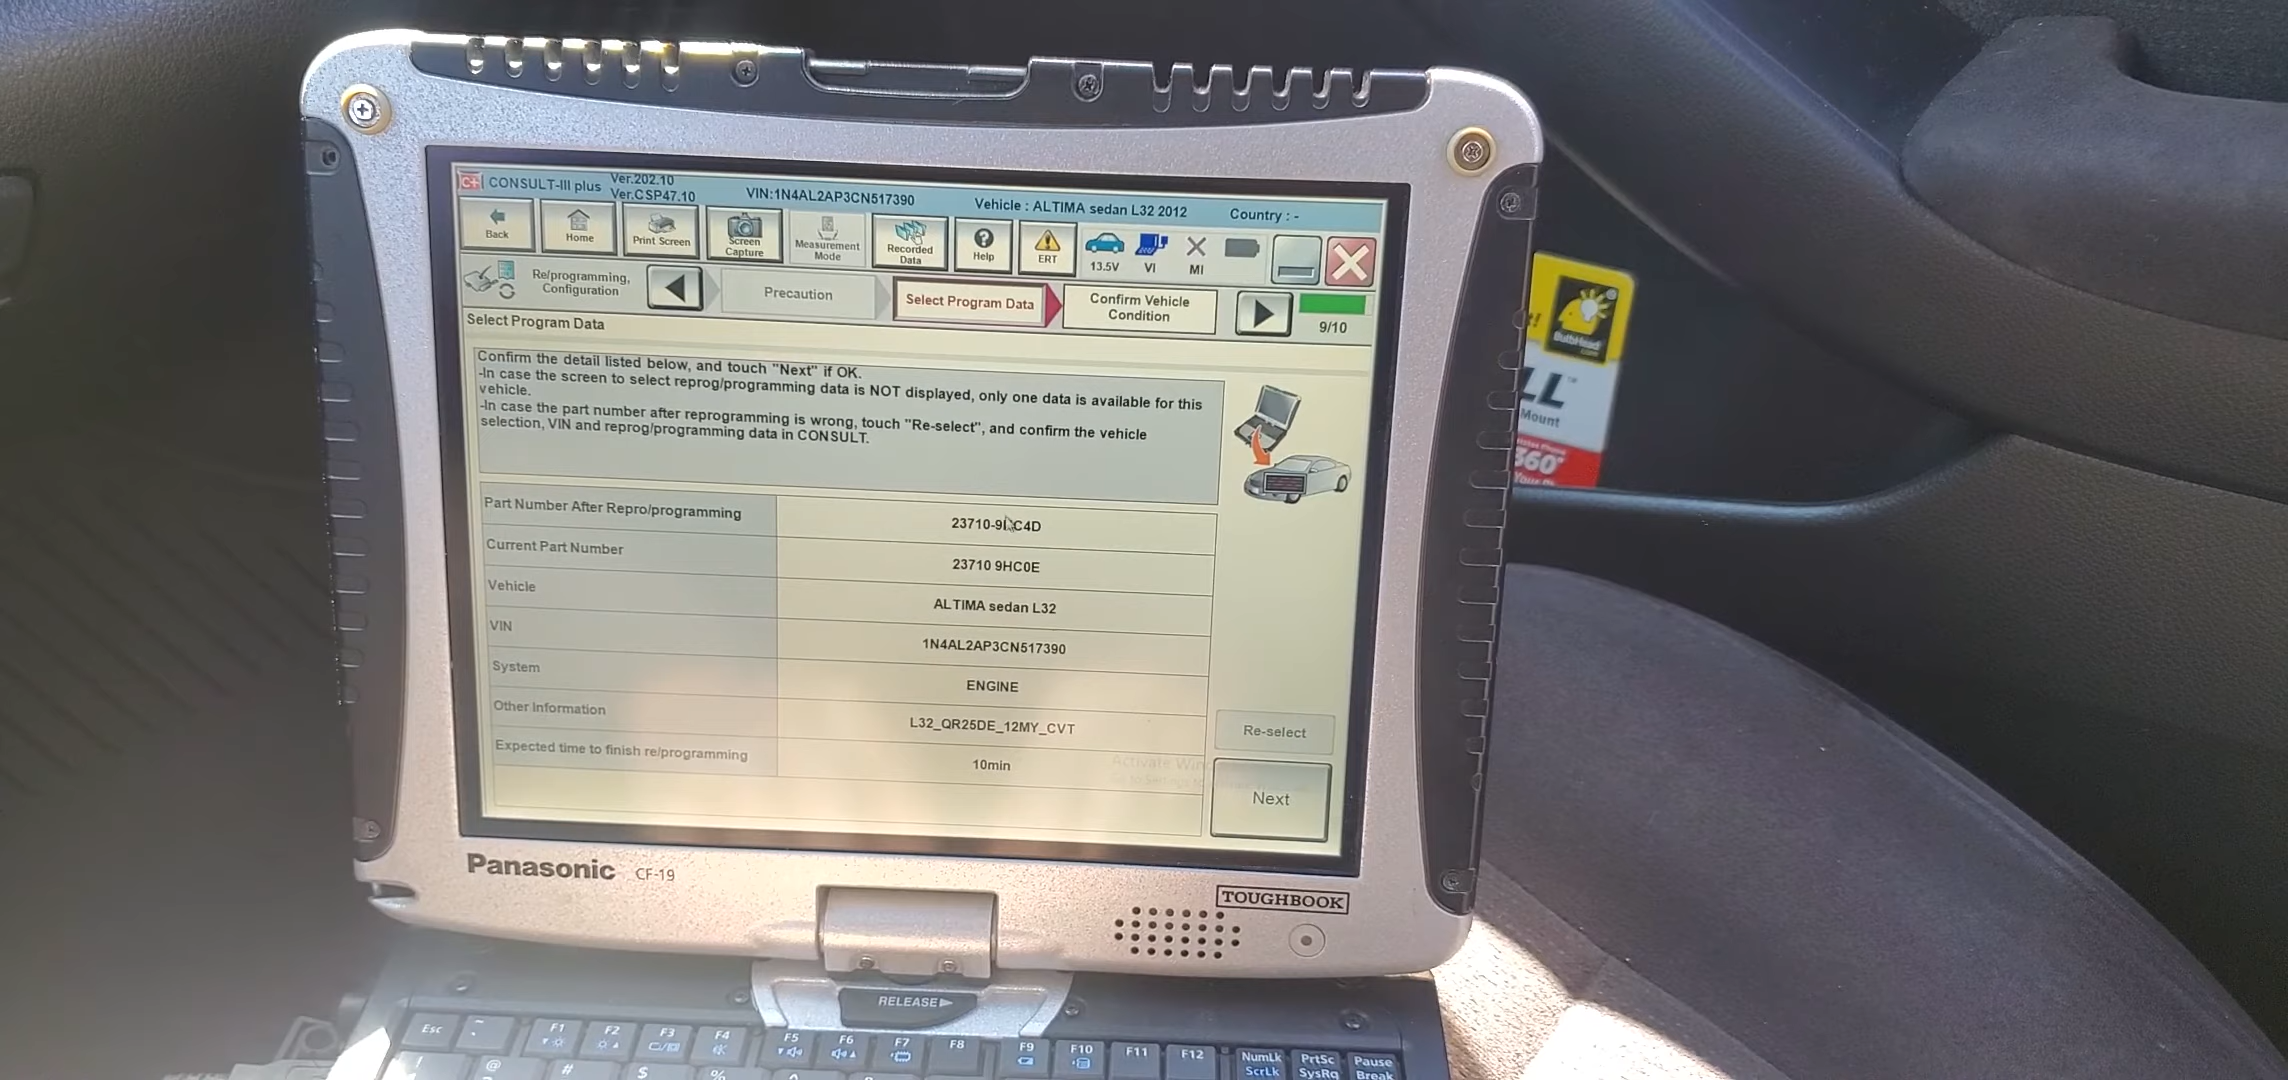 CONSULT-III plus Ver.202.10 VIN:1N4AL2AP3CN517390 Vehicle : ALTIMA sedan L32 2012 Country : -
Ver.CSP47.10
Back Home Print Screen Screen Capture Measurement Mode Recorded Data Help ERT 13.5V VI MI
Re/programming, Configuration Precaution Select Program Data Confirm Vehicle Condition 9/10
Select Program Data
Confirm the detail listed below, and touch "Next" if OK.
-In case the screen to select reprog/programming data is NOT displayed, only one data is available for this
vehicle.
-In case the part number after reprogramming is wrong, touch "Re-select", and confirm the vehicle
selection, VIN and reprog/programming data in CONSULT.
Part Number After Repro/programming
Current Part Number 23710 9HC0E
Vehicle ALTIMA sedan L32
VIN 1N4AL2AP3CN517390
System ENGINE
Other Information L32_QR25DE_12MY_CVT
Expected time to finish re/programming 10min
Re-select
Next
Activate
Panasonic CF-19
TOUGHBOOK
RELEASE
Esc F1 F2 F3 F4 F5 F6 F7 F8 F9 F10 F11 F12 NumLk PrtSc Pause
ScrLk SysRq Break
! @ # $ %
BulbHead
.com
LL
Mount
360°